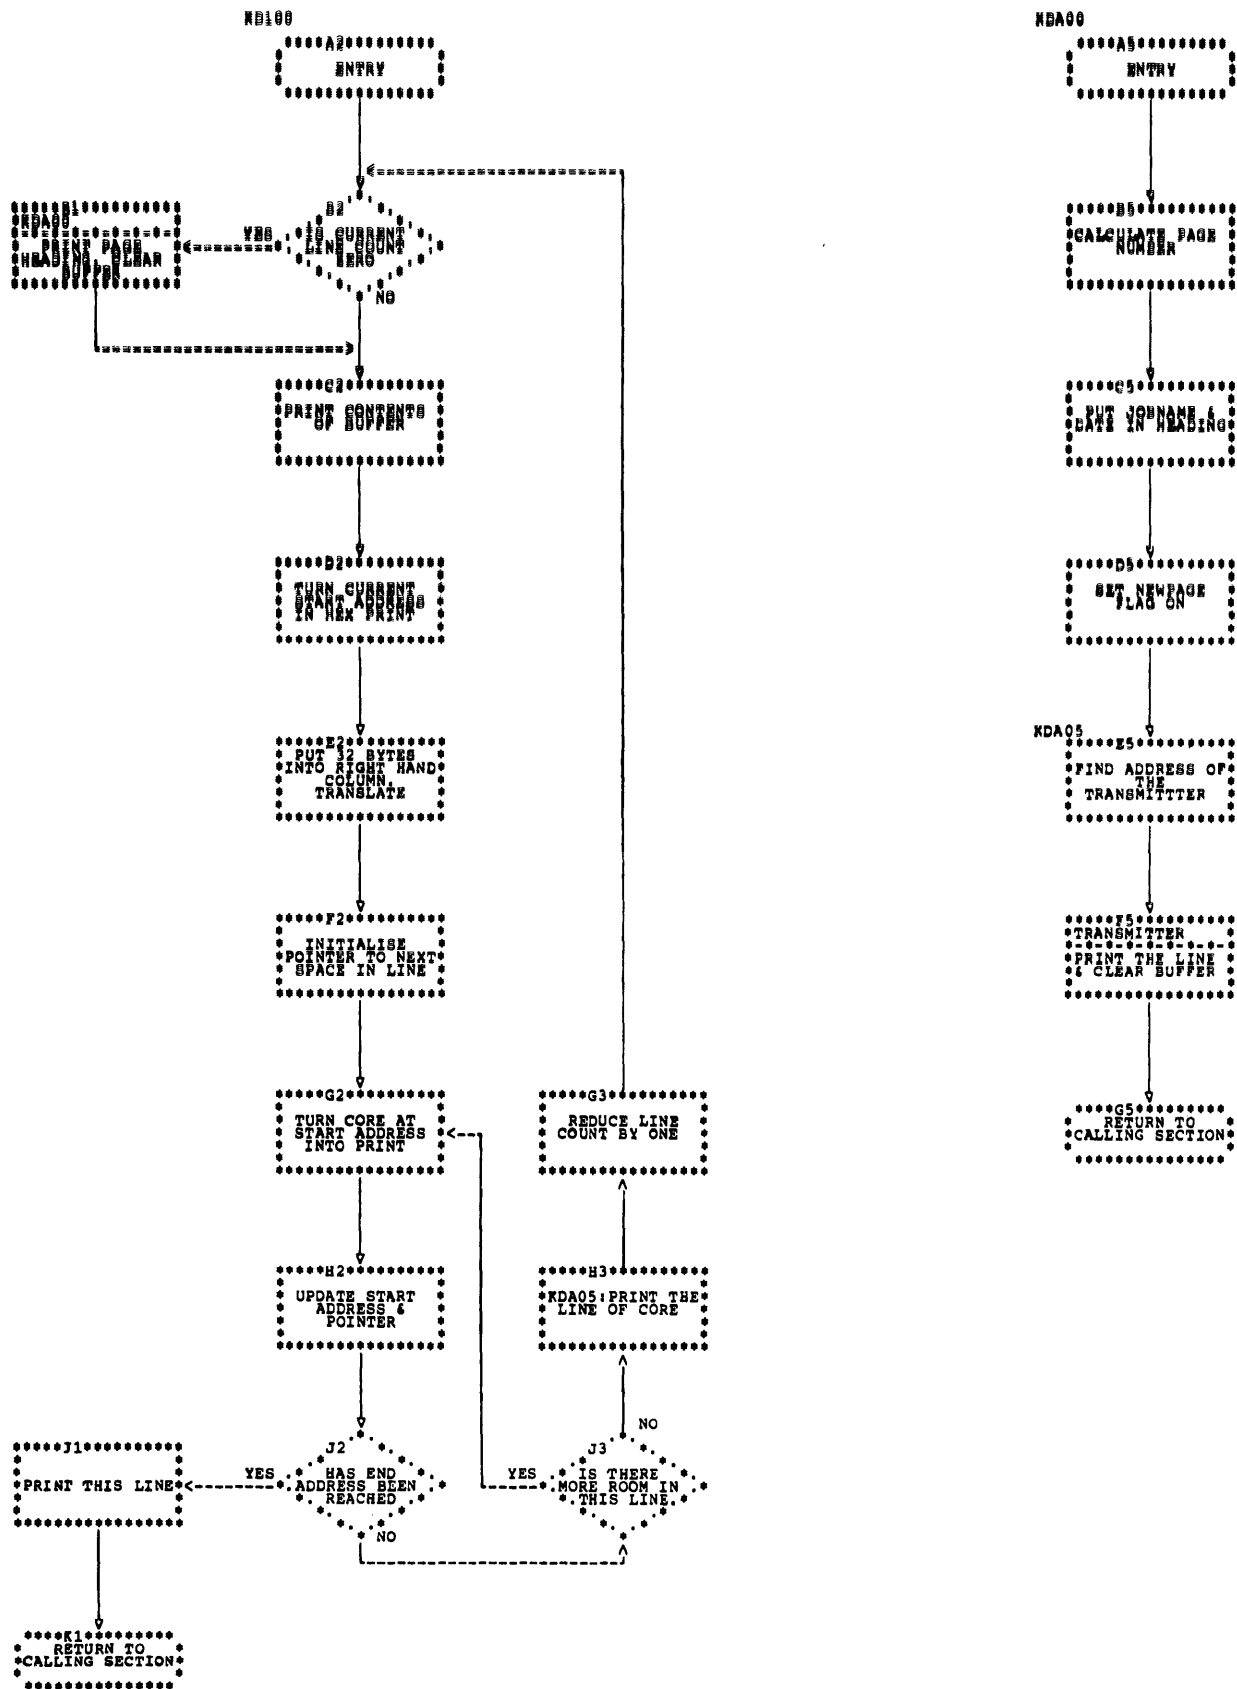 KD100
A2
ENTRY
B2
IS CURRENT
LINE COUNT
ZERO
YES
NO
B1
KDA00
PRINT PAGE
HEADING, CLEAR
BUFFER
C2
PRINT CONTENTS
OF BUFFER
D2
TURN CURRENT
START ADDRESS
IN HEX PRINT
E2
PUT 32 BYTES
INTO RIGHT HAND
COLUMN.
TRANSLATE
F2
INITIALISE
POINTER TO NEXT
SPACE IN LINE
G2
TURN CORE AT
START ADDRESS
INTO PRINT
H2
UPDATE START
ADDRESS &
POINTER
J2
HAS END
ADDRESS BEEN
REACHED
YES
NO
J1
PRINT THIS LINE
K1
RETURN TO
CALLING SECTION
G3
REDUCE LINE
COUNT BY ONE
H3
KDA05:PRINT THE
LINE OF CORE
NO
J3
IS THERE
MORE ROOM IN
THIS LINE.
YES
KDA00
A5
ENTRY
B5
CALCULATE PAGE
NUMBER
C5
PUT JOBNAME &
DATE IN HEADING
D5
SET NEWPAGE
FLAG ON
KDA05
E5
FIND ADDRESS OF
THE
TRANSMITTTER
F5
TRANSMITTER
PRINT THE LINE
& CLEAR BUFFER
G5
RETURN TO
CALLING SECTION